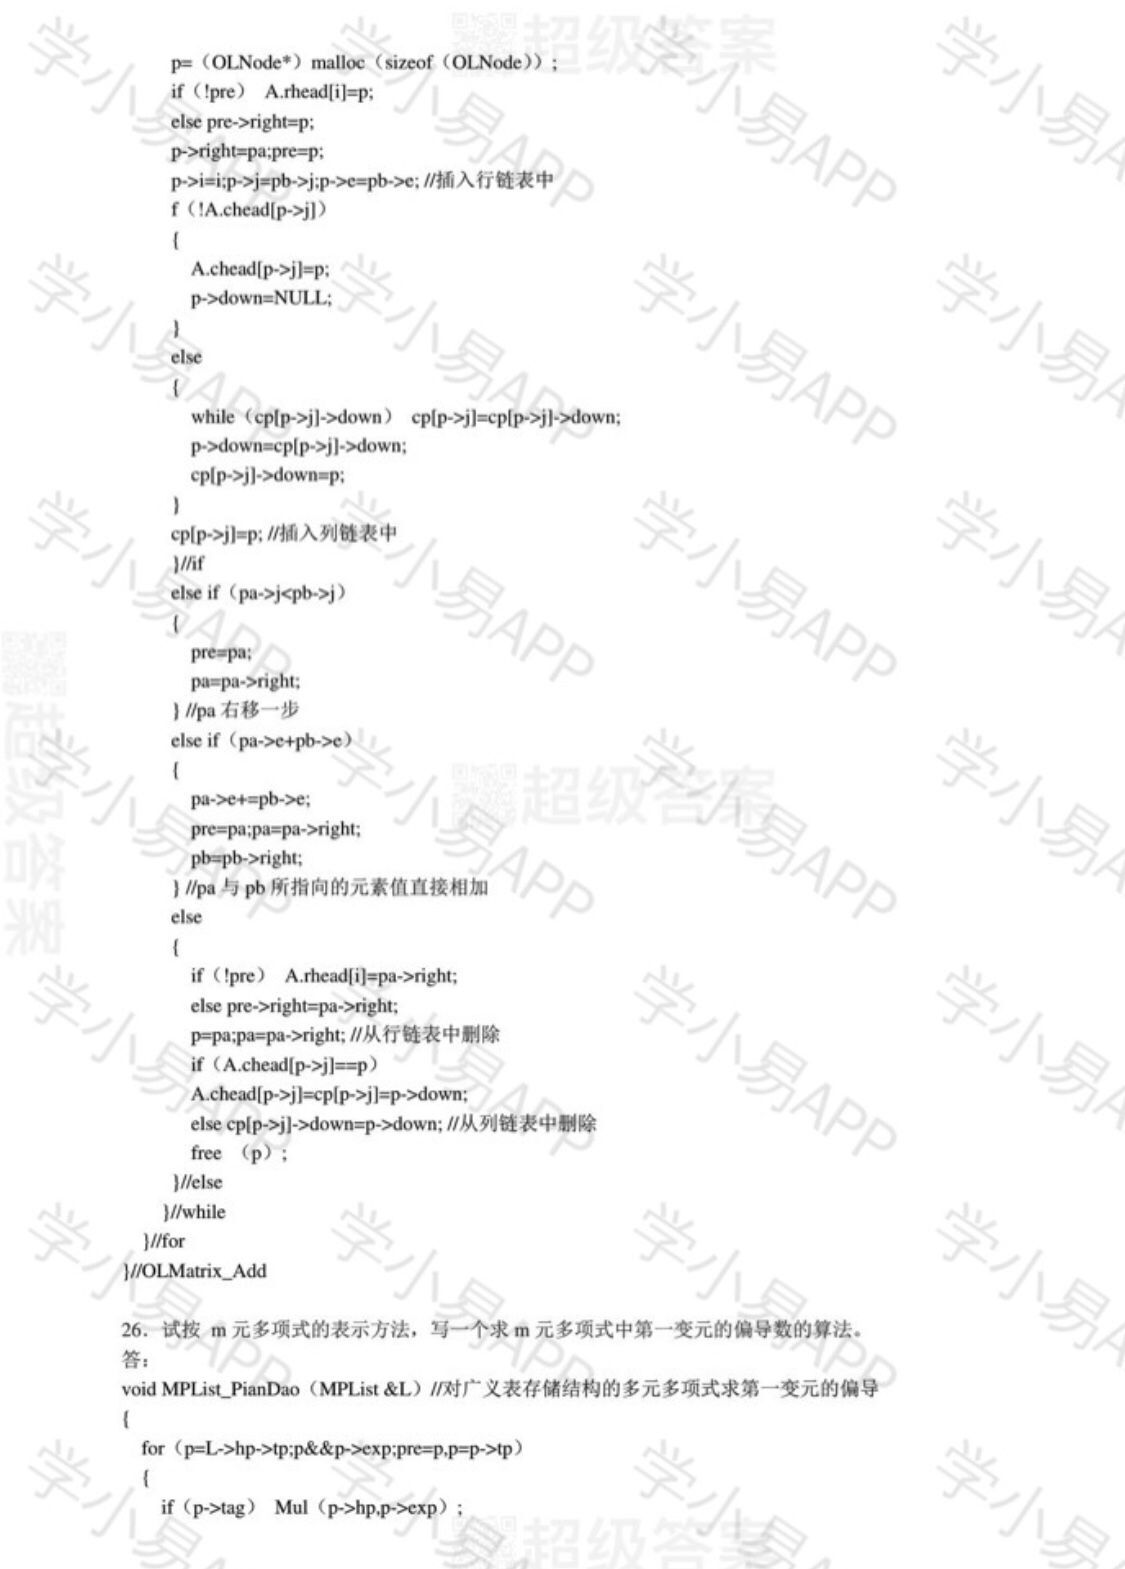 p=（OLNode*）malloc（sizeof（OLNode））;
if（!pre） A.rhead[i]=p;
else pre->right=p;
p->right=pa;pre=p;
p->i=i;p->j=pb->j;p->e=pb->e; //插入行链表中
f（!A.chead[p->j]）
{
A.chead[p->j]=p;
p->down=NULL;
}
else
{
while（cp[p->j]->down） cp[p->j]=cp[p->j]->down;
p->down=cp[p->j]->down;
cp[p->j]->down=p;
}
cp[p->j]=p; //插入列链表中
}//if
else if（pa->j<pb->j）
{
pre=pa;
pa=pa->right;
} //pa 右移一步
else if（pa->e+pb->e）
{
pa->e+=pb->e;
pre=pa;pa=pa->right;
pb=pb->right;
} //pa 与 pb 所指向的元素值直接相加
else
{
if（!pre） A.rhead[i]=pa->right;
else pre->right=pa->right;
p=pa;pa=pa->right; //从行链表中删除
if（A.chead[p->j]==p）
A.chead[p->j]=cp[p->j]=p->down;
else cp[p->j]->down=p->down; //从列链表中删除
free （p）;
}//else
}//while
}//for
}//OLMatrix_Add
26．试按 m 元多项式的表示方法，写一个求 m 元多项式中第一变元的偏导数的算法。
答：
void MPList_PianDao（MPList &L）//对广义表存储结构的多元多项式求第一变元的偏导
{
for（p=L->hp->tp;p&&p->exp;pre=p,p=p->tp）
{
if（p->tag） Mul（p->hp,p->exp）;
超级答案
学小易APP